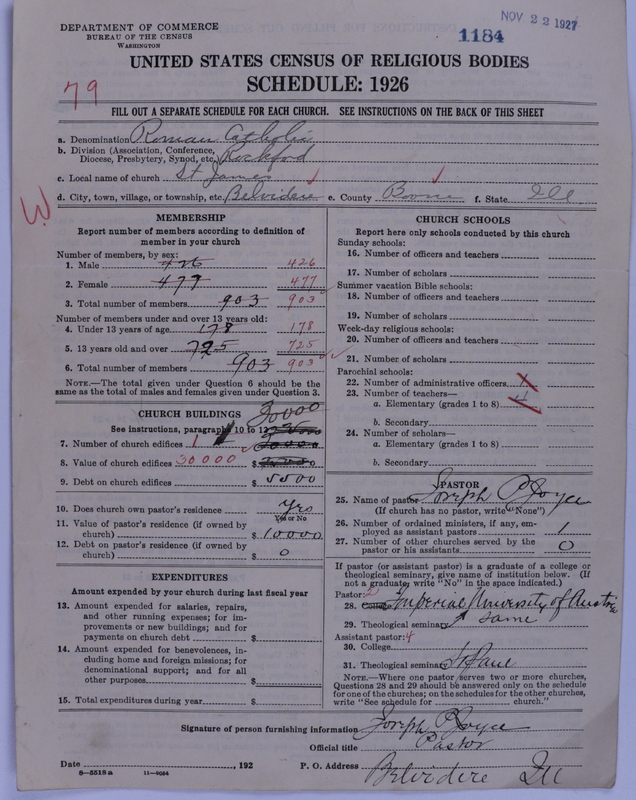 DEPARTMENT OF COMMERCE
BUREAU OF THE CENSUS
WASHINGTON
NOV 22 1927
1184
UNITED STATES CENSUS OF RELIGIOUS BODIES
SCHEDULE: 1926
79
FILL OUT A SEPARATE SCHEDULE FOR EACH CHURCH. SEE INSTRUCTIONS ON THE BACK OF THIS SHEET
a. Denomination Roman Catholic
b. Division (Association, Conference, Diocese, Presbytery, Synod, etc. Rockford
c. Local name of church St James
d. City, town, village, or township, etc. Belvidere e. County Boone f. State Ill
W
MEMBERSHIP
Report number of members according to definition of member in your church
Number of members, by sex:
1. Male 426 426
2. Female 477 477
3. Total number of members 903 903
Number of members under and over 13 years old:
4. Under 13 years of age 178 178
5. 13 years old and over 725 725
6. Total number of members 903 903
NOTE.—The total given under Question 6 should be the same as the total of males and females given under Question 3.
CHURCH BUILDINGS
30000
See instructions, paragraphs 10 to 12
7. Number of church edifices 1
8. Value of church edifices 30000 $
9. Debt on church edifices $ 5500
10. Does church own pastor's residence Yes
Yes or No
11. Value of pastor's residence (if owned by church) $ 10000
12. Debt on pastor's residence (if owned by church) $ 0
EXPENDITURES
Amount expended by your church during last fiscal year
13. Amount expended for salaries, repairs, and other running expenses; for improvements or new buildings; and for payments on church debt $
14. Amount expended for benevolences, including home and foreign missions; for denominational support; and for all other purposes $
15. Total expenditures during year $
CHURCH SCHOOLS
Report here only schools conducted by this church
Sunday schools:
16. Number of officers and teachers
17. Number of scholars
Summer vacation Bible schools:
18. Number of officers and teachers
19. Number of scholars
Week-day religious schools:
20. Number of officers and teachers
21. Number of scholars
Parochial schools:
22. Number of administrative officers
23. Number of teachers—
a. Elementary (grades 1 to 8) 4
b. Secondary
24. Number of scholars—
a. Elementary (grades 1 to 8)
b. Secondary
PASTOR
25. Name of pastor Joseph P Joyce
(If church has no pastor, write "None")
26. Number of ordained ministers, if any, employed as assistant pastors 1
27. Number of other churches served by the pastor or his assistants 0
If pastor (or assistant pastor) is a graduate of a college or theological seminary, give name of institution below. (If not a graduate, write "No" in the space indicated.)
Pastor:
28. College Imperial University of Austria
29. Theological seminary same
Assistant pastor: 4
30. College
31. Theological seminary St Paul
NOTE.—Where one pastor serves two or more churches, Questions 28 and 29 should be answered only on the schedule for one of the churches; on the schedules for the other churches, write "See schedule for church."
Signature of person furnishing information Joseph P Joyce
Official title Pastor
Date , 192 P. O. Address Belvidere Ill
8-5518a 11-9084